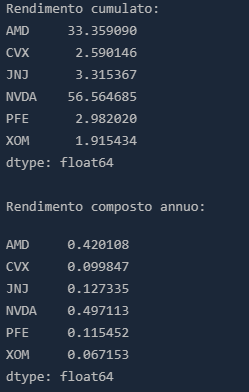 Rendimento cumulato:
AMD 33.359090
CVX 2.590146
JNJ 3.315367
NVDA 56.564685
PFE 2.982020
XOM 1.915434
dtype: float64
Rendimento composto annuo:
AMD 0.420108
CVX 0.099847
JNJ 0.127335
NVDA 0.497113
PFE 0.115452
XOM 0.067153
dtype: float64